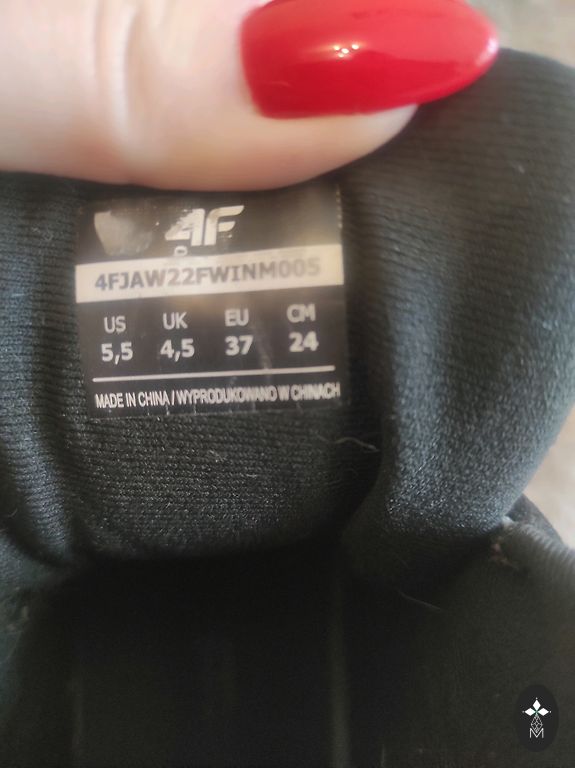 4F
4FJAW22FWINM005
US UK EU CM
5,5 4,5 37 24
MADE IN CHINA / WYPRODUKOWANO W CHINACH
M